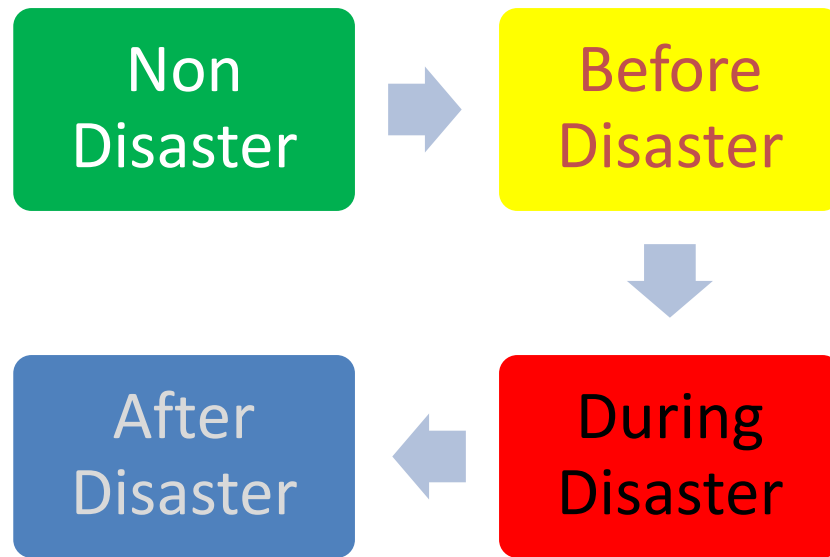 Non
Disaster
Before
Disaster
During
Disaster
After
Disaster